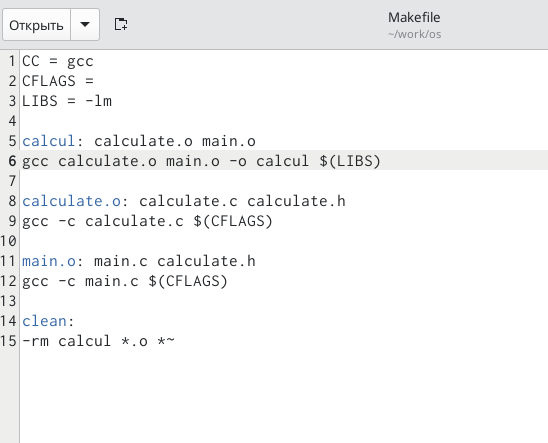 Открыть
Makefile
~/work/os
1 CC = gcc
2 CFLAGS =
3 LIBS = -lm
4
5 calcul: calculate.o main.o
6 gcc calculate.o main.o -o calcul $(LIBS)
7
8 calculate.o: calculate.c calculate.h
9 gcc -c calculate.c $(CFLAGS)
10
11 main.o: main.c calculate.h
12 gcc -c main.c $(CFLAGS)
13
14 clean:
15 -rm calcul *.o *~